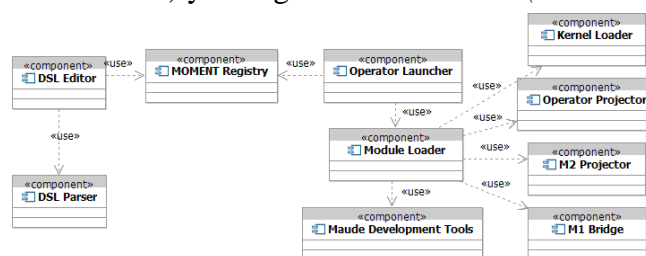 «component»
Kernel Loader
«component»
DSL Editor
«use»
«component»
MOMENT Registry
«use»
«component»
Operator Launcher
«component»
Operator Projector
«use»
«use»
«use»
«component»
Module Loader
«component»
M2 Projector
«use»
«use»
«use»
«component»
DSL Parser
«component»
Maude Development Tools
«component»
M1 Bridge